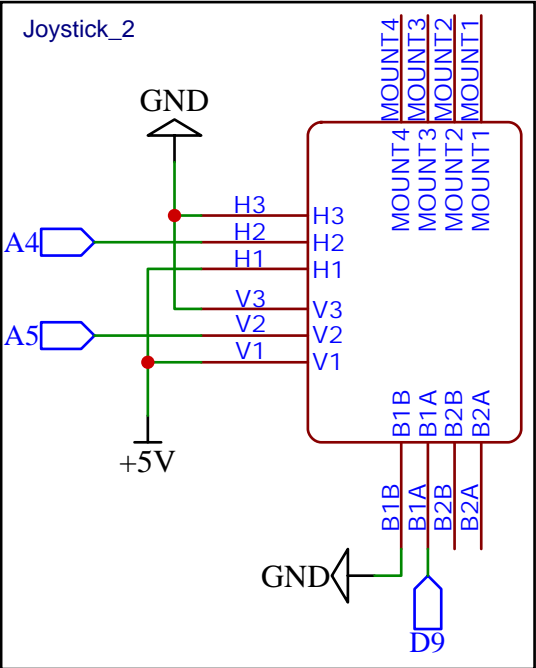 Joystick_2
MOUNT4
MOUNT3
MOUNT2
MOUNT1
GND
MOUNT4
MOUNT3
MOUNT2
MOUNT1
H3 H3
A4 H2 H2
H1 H1
V3 V3
A5 V2 V2
V1 V1
+5V
B1B
B1A
B2B
B2A
B1B
B1A
B2B
B2A
GND
D9